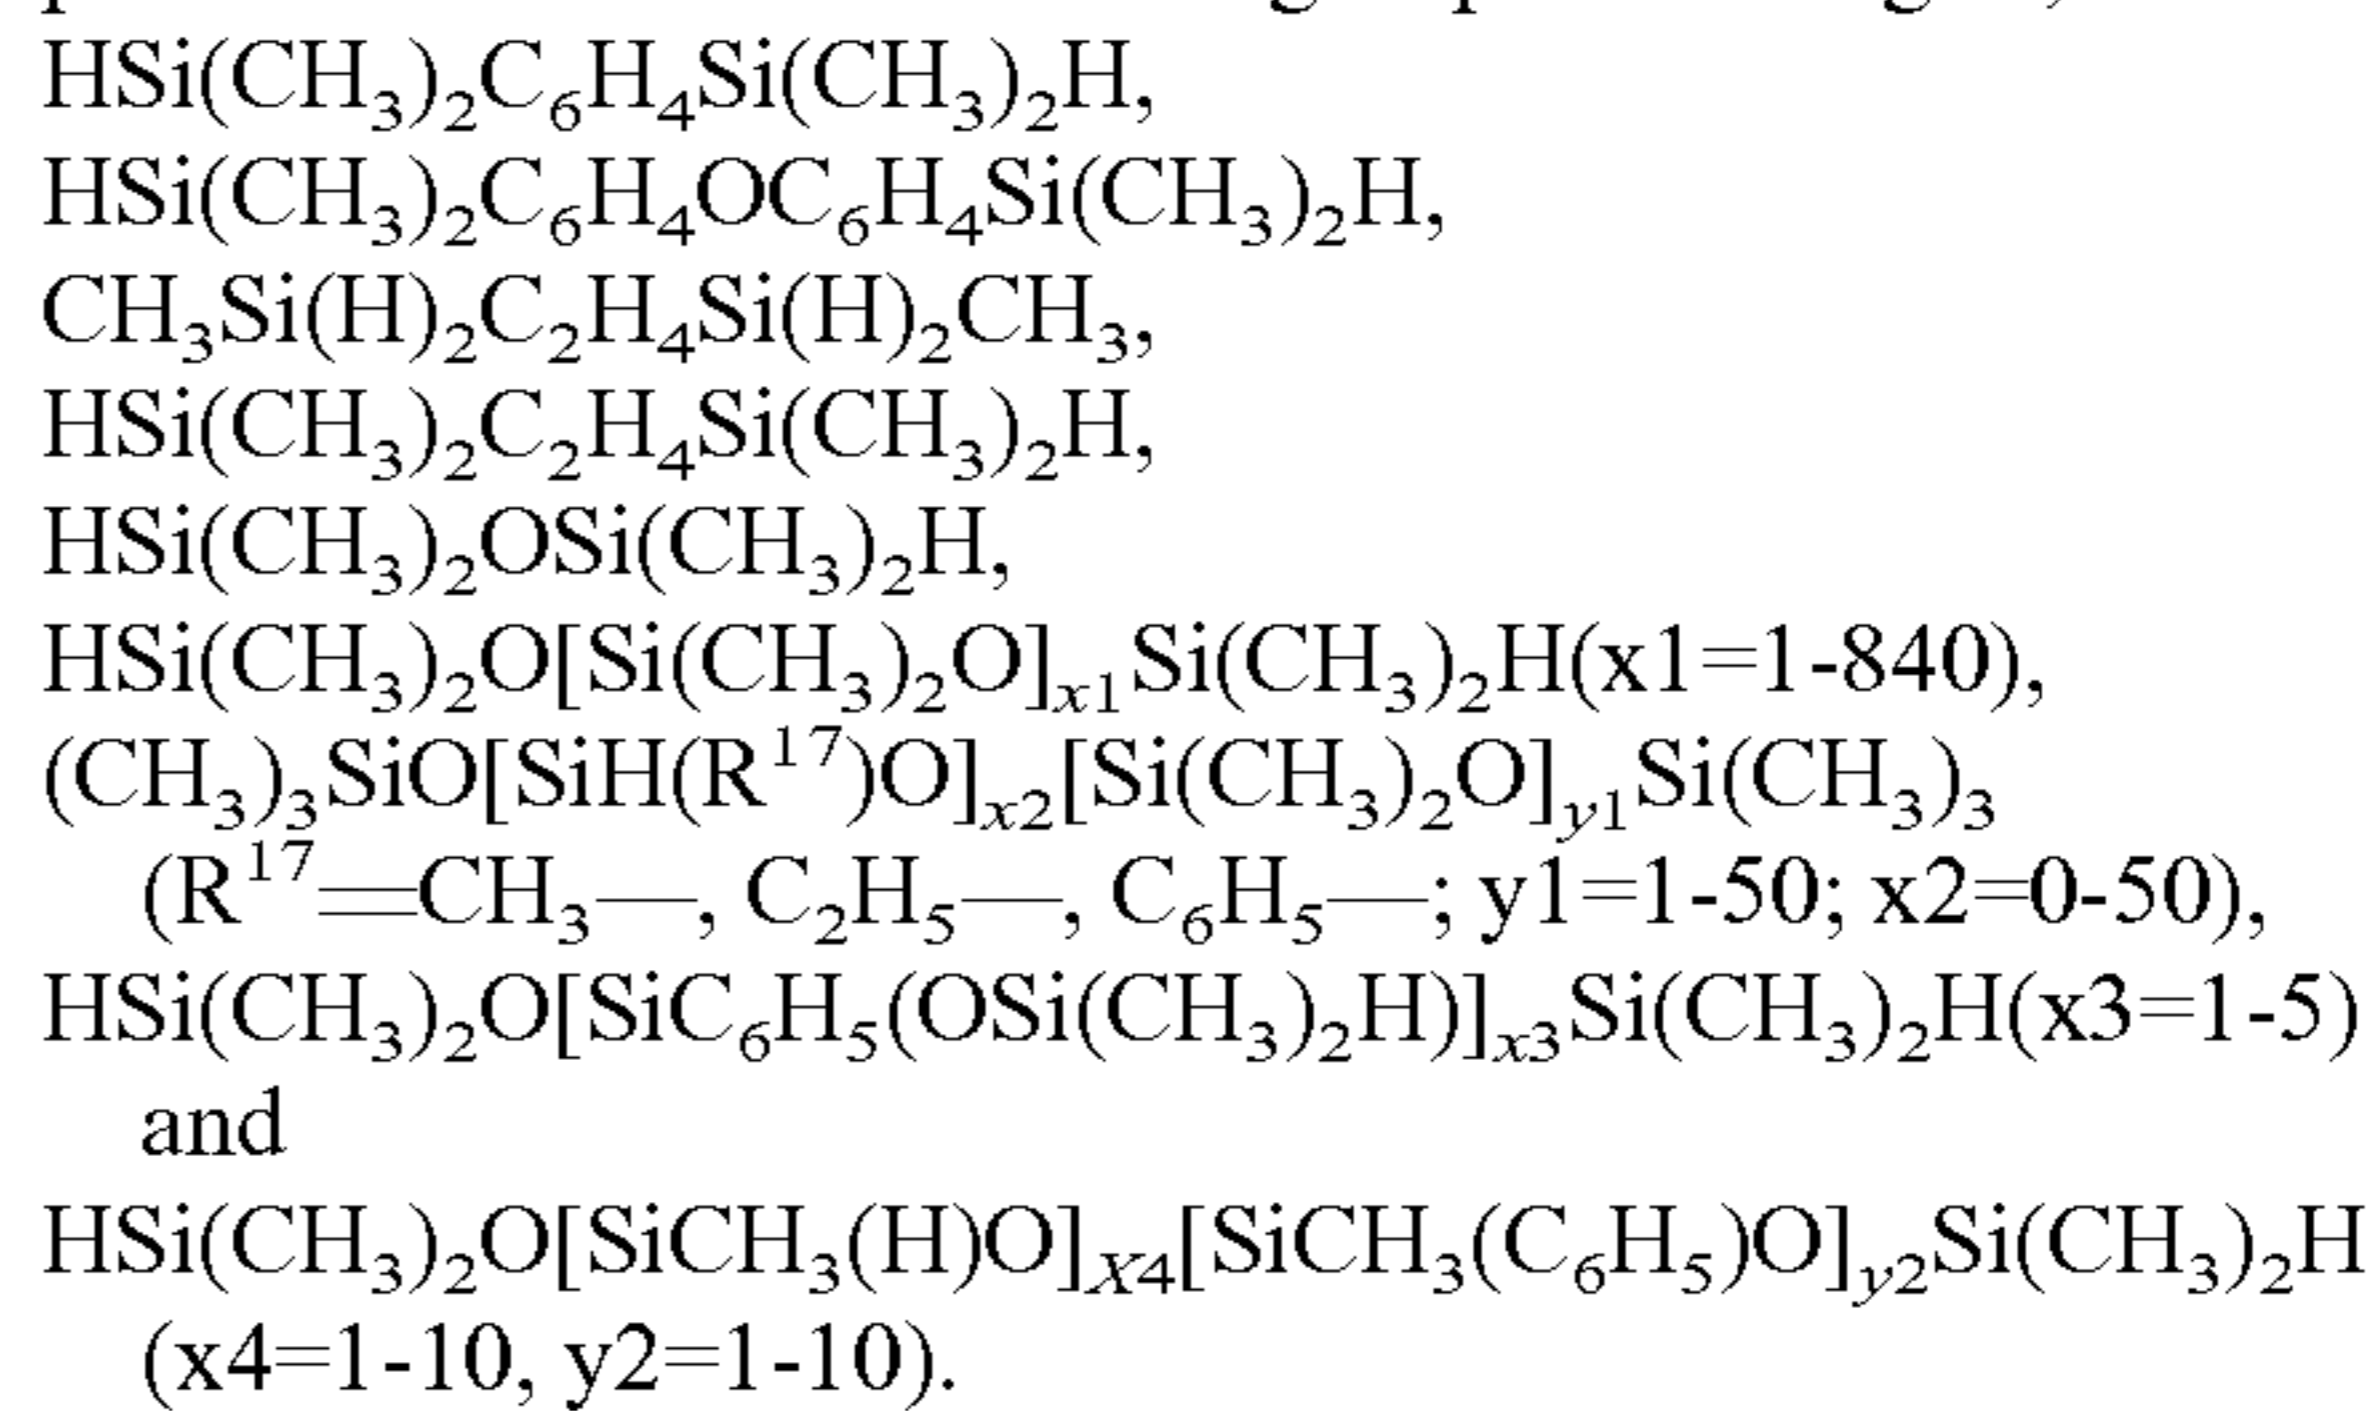 HSi(CH₃)₂C₆H₄Si(CH₃)₂H,
HSi(CH₃)₂C₆H₄OC₆H₄Si(CH₃)₂H,
CH₃Si(H)₂C₂H₄Si(H)₂CH₃,
HSi(CH₃)₂C₂H₄Si(CH₃)₂H,
HSi(CH₃)₂OSi(CH₃)₂H,
HSi(CH₃)₂O[Si(CH₃)₂O]ₓ₁Si(CH₃)₂H(x1=1-840),
(CH₃)₃SiO[SiH(R¹⁷)O]ₓ₂[Si(CH₃)₂O]y₁Si(CH₃)₃
(R¹⁷=CH₃—, C₂H₅—, C₆H₅—; y1=1-50; x2=0-50),
HSi(CH₃)₂O[SiC₆H₅(OSi(CH₃)₂H)]ₓ₃Si(CH₃)₂H(x3=1-5)
and
HSi(CH₃)₂O[SiCH₃(H)O]X₄[SiCH₃(C₆H₅)O]y₂Si(CH₃)₂H
(x4=1-10, y2=1-10).